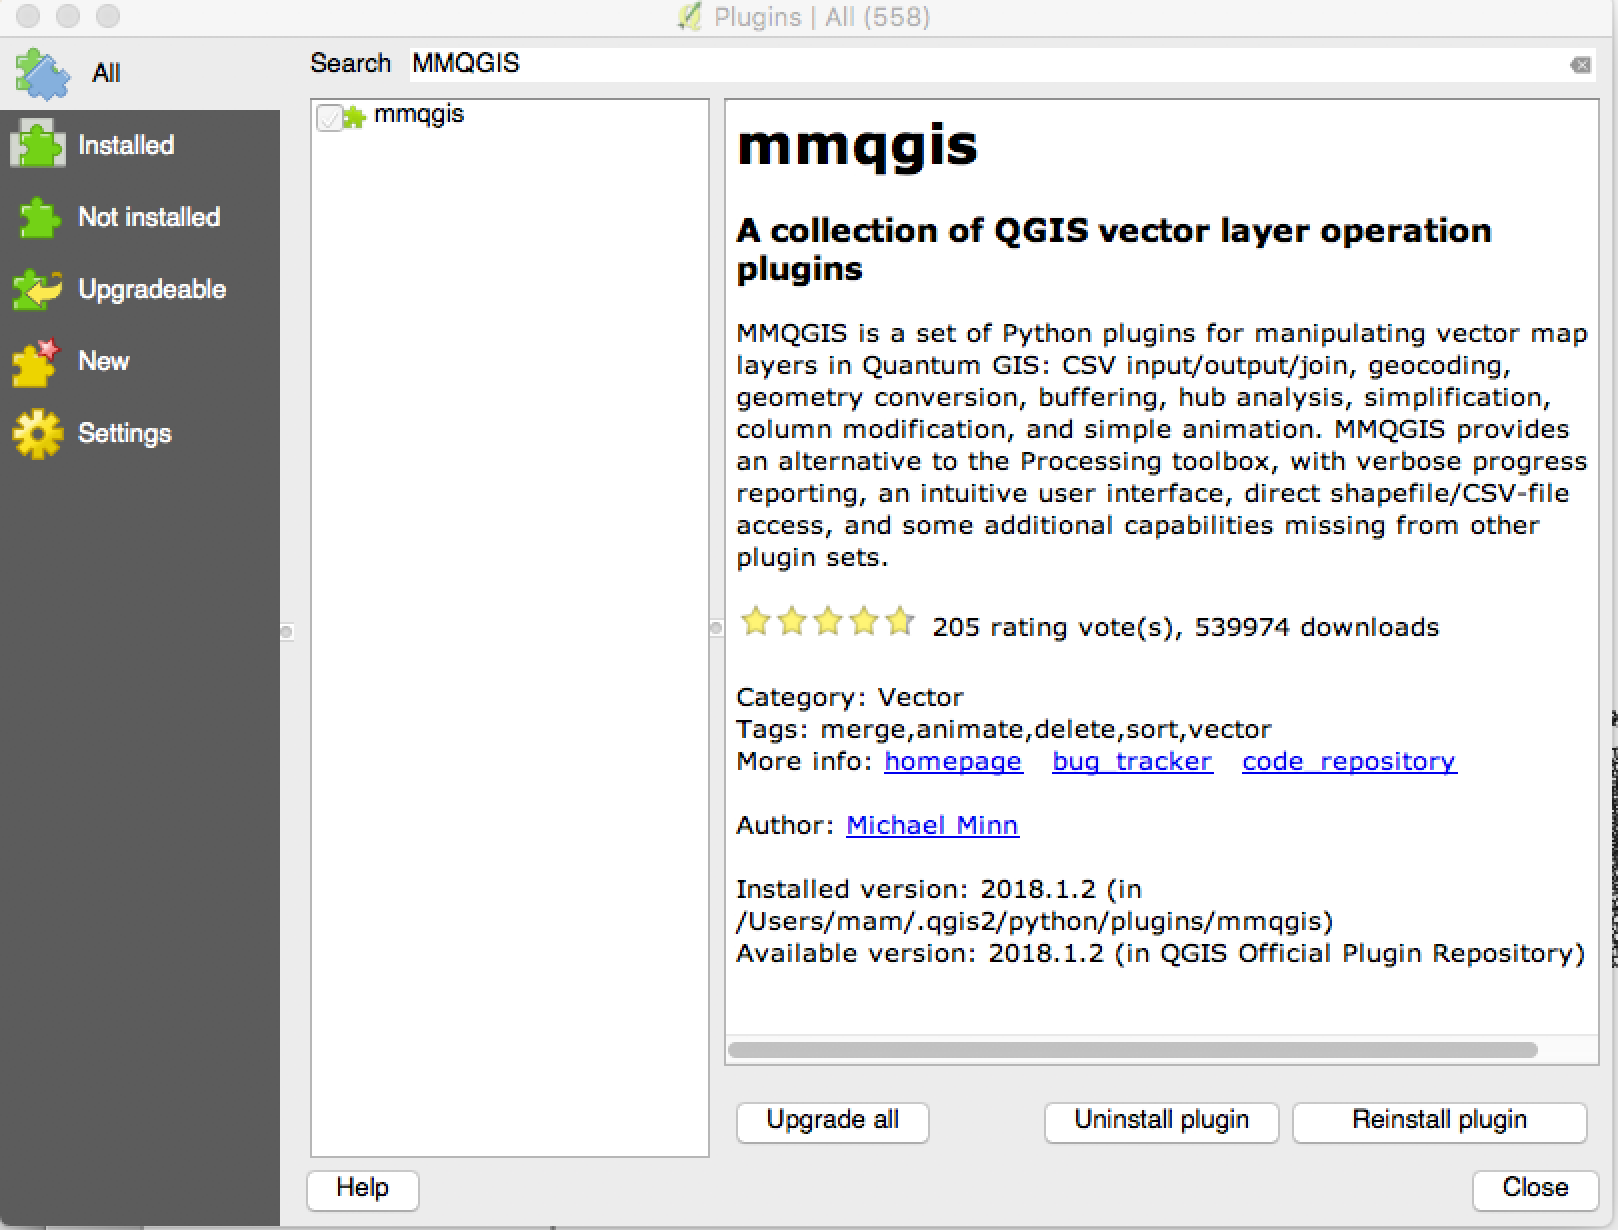 Plugins | All (558)
All
Installed
Not installed
Upgradeable
New
Settings
Search MMQGIS
mmqgis
mmqgis
A collection of QGIS vector layer operation
plugins
MMQGIS is a set of Python plugins for manipulating vector map
layers in Quantum GIS: CSV input/output/join, geocoding,
geometry conversion, buffering, hub analysis, simplification,
column modification, and simple animation. MMQGIS provides
an alternative to the Processing toolbox, with verbose progress
reporting, an intuitive user interface, direct shapefile/CSV-file
access, and some additional capabilities missing from other
plugin sets.
205 rating vote(s), 539974 downloads
Category: Vector
Tags: merge,animate,delete,sort,vector
More info: homepage bug_tracker code_repository
Author: Michael Minn
Installed version: 2018.1.2 (in
/Users/mam/.qgis2/python/plugins/mmqgis)
Available version: 2018.1.2 (in QGIS Official Plugin Repository)
Upgrade all Uninstall plugin Reinstall plugin
Help Close